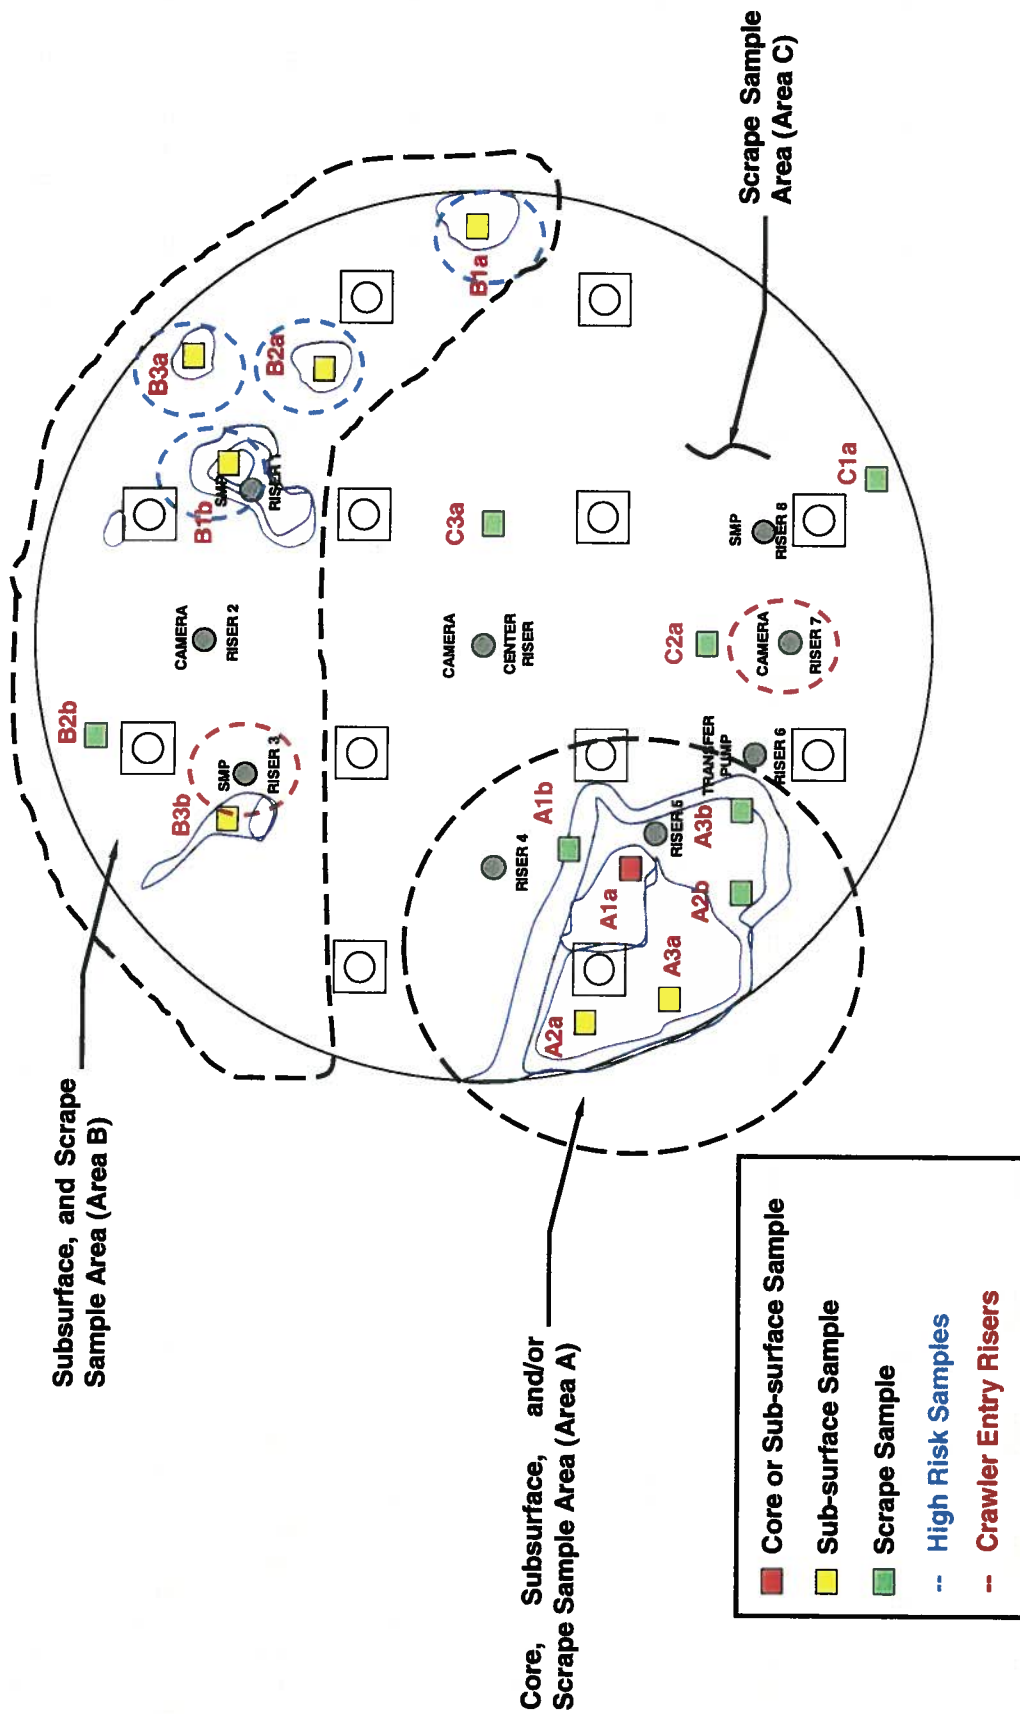 Subsurface, and Scrape
Sample Area (Area B)
Core, Subsurface, and/or
Scrape Sample Area (Area A)
Scrape Sample
Area (Area C)
B2b
B3b
SMP
RISER 3
CAMERA
RISER 2
B1b
SMP
RISER 1
B3a
B2a
B1a
CAMERA
CENTER
RISER
C3a
RISER 4
A1b
A1a
A2a
A3a
RISER 5
A2b
A3b
TRANSFER
PUMP
RISER 6
C2a
CAMERA
RISER 7
SMP
RISER 8
C1a
Core or Sub-surface Sample
Sub-surface Sample
Scrape Sample
-- High Risk Samples
-- Crawler Entry Risers